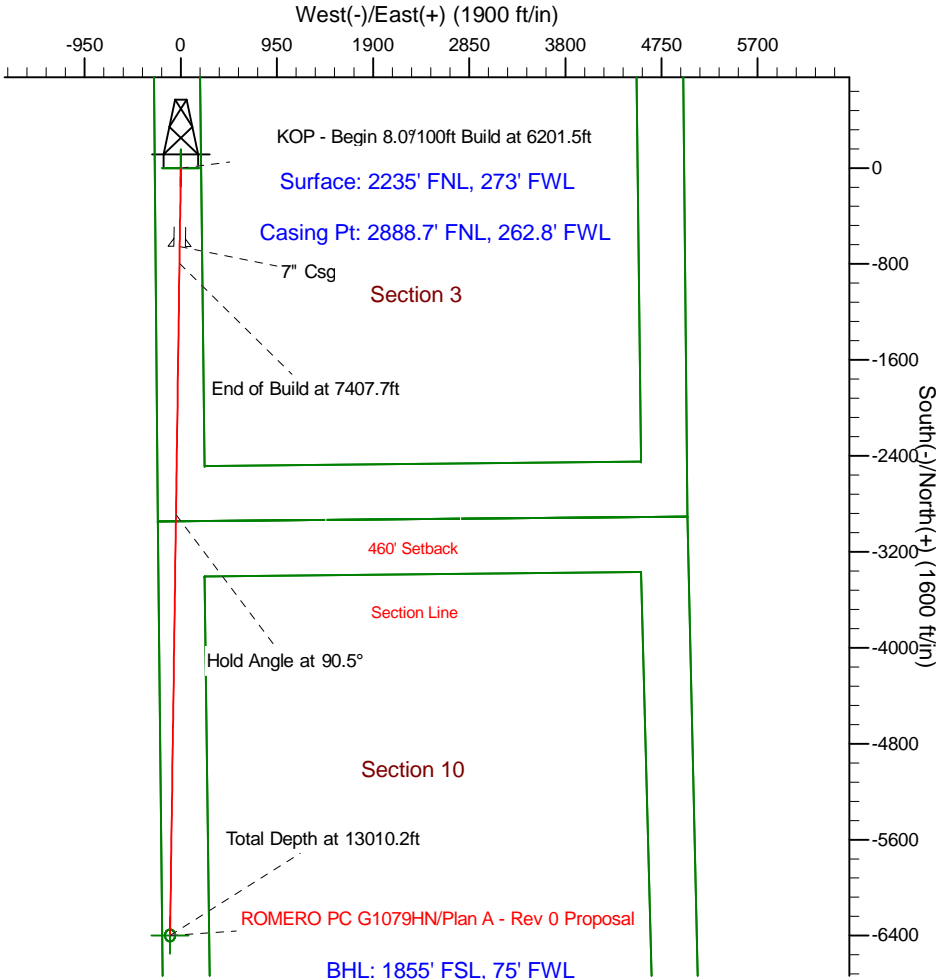 West(-)/East(+) (1900 ft/in)
-950 0 950 1900 2850 3800 4750 5700
KOP - Begin 8.0°/100ft Build at 6201.5ft
0
Surface: 2235' FNL, 273' FWL
Casing Pt: 2888.7' FNL, 262.8' FWL
7" Csg
-800
Section 3
End of Build at 7407.7ft
-1600
South(-)/North(+) (1600 ft/in)
-2400
460' Setback
-3200
Section Line
Hold Angle at 90.5°
-4000
Section 10
-4800
Total Depth at 13010.2ft
-5600
ROMERO PC G1079HN/Plan A - Rev 0 Proposal
-6400
BHL: 1855' FSL, 75' FWL